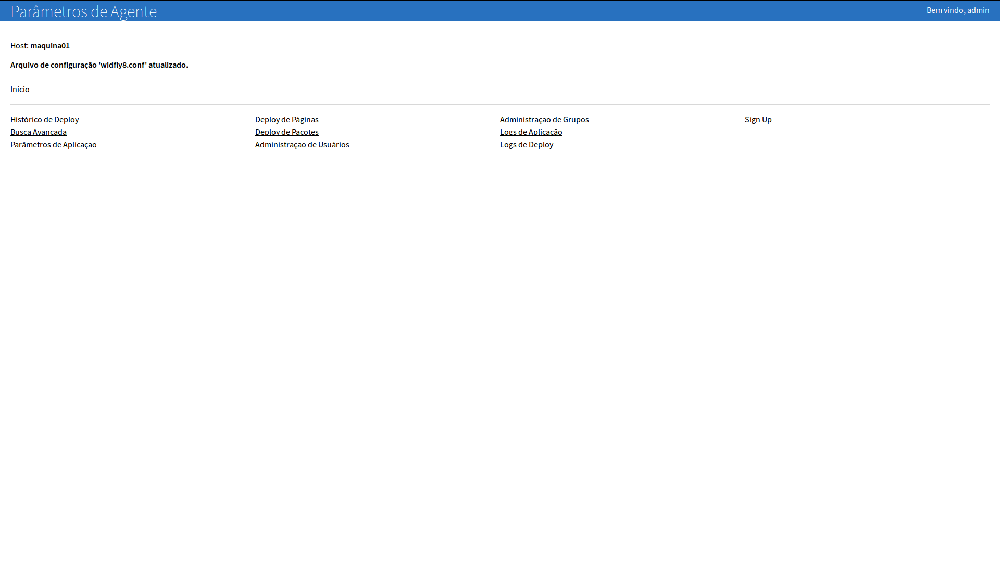 Parâmetros de Agente
Bem vindo, admin
Host: maquina01
Arquivo de configuração 'widfly8.conf' atualizado.
Início
Histórico de Deploy
Busca Avançada
Parâmetros de Aplicação
Deploy de Páginas
Deploy de Pacotes
Administração de Usuários
Administração de Grupos
Logs de Aplicação
Logs de Deploy
Sign Up